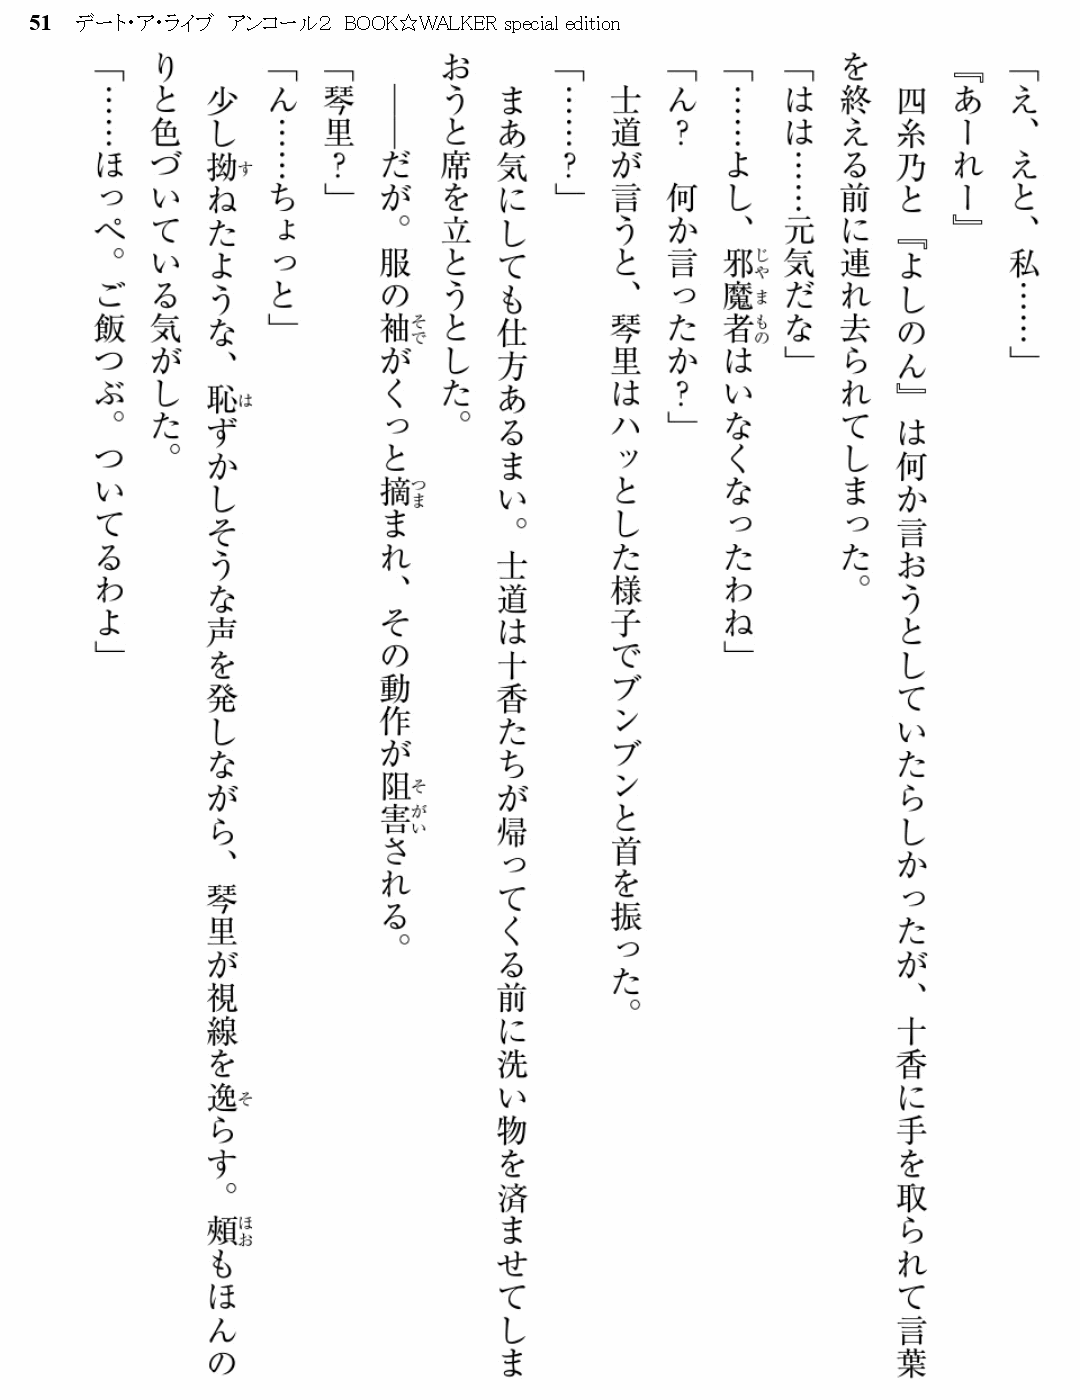 51 デート・ア・ライブ アンコール2 BOOK☆WALKER special edition
「え、えと、私……」
『あーれー』
　四糸乃と『よしのん』は何か言おうとしていたらしかったが、十香に手を取られて言葉
を終える前に連れ去られてしまった。
「はは……元気だな」
「……よし、邪魔者はいなくなったわね」
「ん？　何か言ったか？」
　士道が言うと、琴里はハッとした様子でブンブンと首を振った。
「……？」
　まあ気にしても仕方あるまい。士道は十香たちが帰ってくる前に洗い物を済ませてしま
おうと席を立とうとした。
　――だが。服の袖がくっと摘まれ、その動作が阻害される。
「琴里？」
「ん……ちょっと」
　少し拗ねたような、恥ずかしそうな声を発しながら、琴里が視線を逸らす。頬もほんの
りと色づいている気がした。
「……ほっぺ。ご飯つぶ。ついてるわよ」